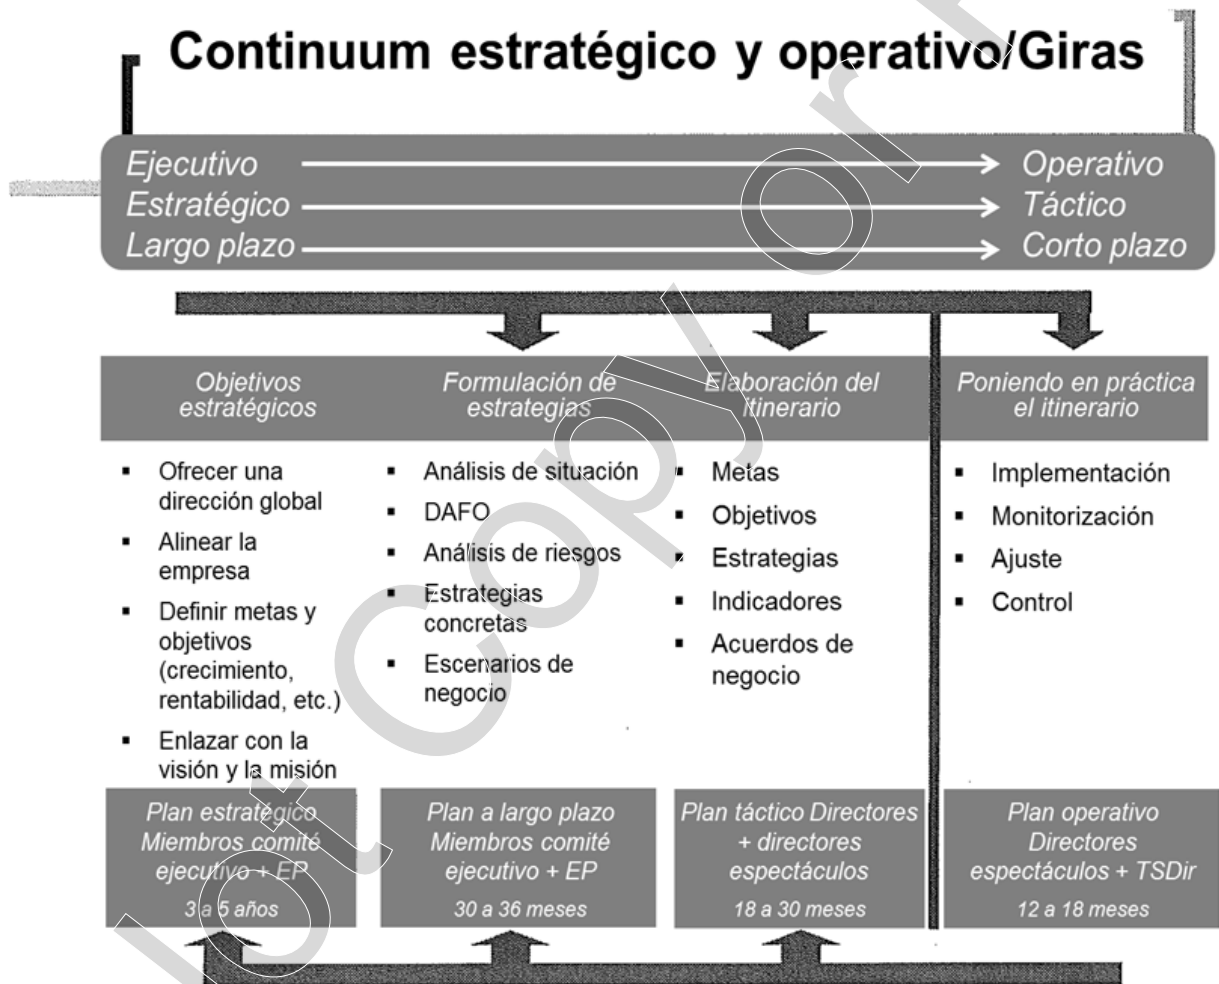 Continuum estratégico y operativo/Giras
Ejecutivo
Operativo
Estratégico
Táctico
Largo plazo
Corto plazo
Objetivos
estratégicos
▪ Ofrecer una
dirección global
▪ Alinear la
empresa
▪ Definir metas y
objetivos
(crecimiento,
rentabilidad, etc.)
▪ Enlazar con la
visión y la misión
Plan estratégico
Miembros comité
ejecutivo + EP
3 a 5 años
Formulación de
estrategias
▪ Análisis de situación
▪ DAFO
▪ Análisis de riesgos
▪ Estrategias
concretas
▪ Escenarios de
negocio
Plan a largo plazo
Miembros comité
ejecutivo + EP
30 a 36 meses
Elaboración del
itinerario
▪ Metas
▪ Objetivos
▪ Estrategias
▪ Indicadores
▪ Acuerdos de
negocio
Plan táctico Directores
+ directores
espectáculos
18 a 30 meses
Poniendo en práctica
el itinerario
▪ Implementación
▪ Monitorización
▪ Ajuste
▪ Control
Plan operativo
Directores
espectáculos + TSDir
12 a 18 meses
Copy or